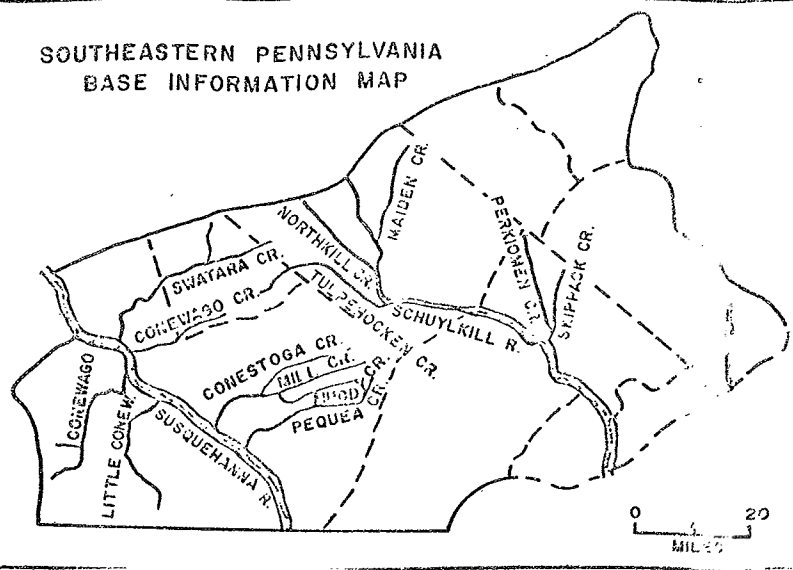 SOUTHEASTERN PENNSYLVANIA
BASE INFORMATION MAP
MAIDEN CR.
NORTHKILL CR.
PERKIOMEN CR.
SKIPPACK CR.
SWATARA CR.
TULPEHOCKEN CR.
CONEWAGO CR.
SCHUYLKILL R.
CONESTOGA CR.
MILL CR.
CR.
PEQUEA CR.
CONEWAGO
LITTLE CONEW.
SUSQUEHANNA R.
0 20
MILES